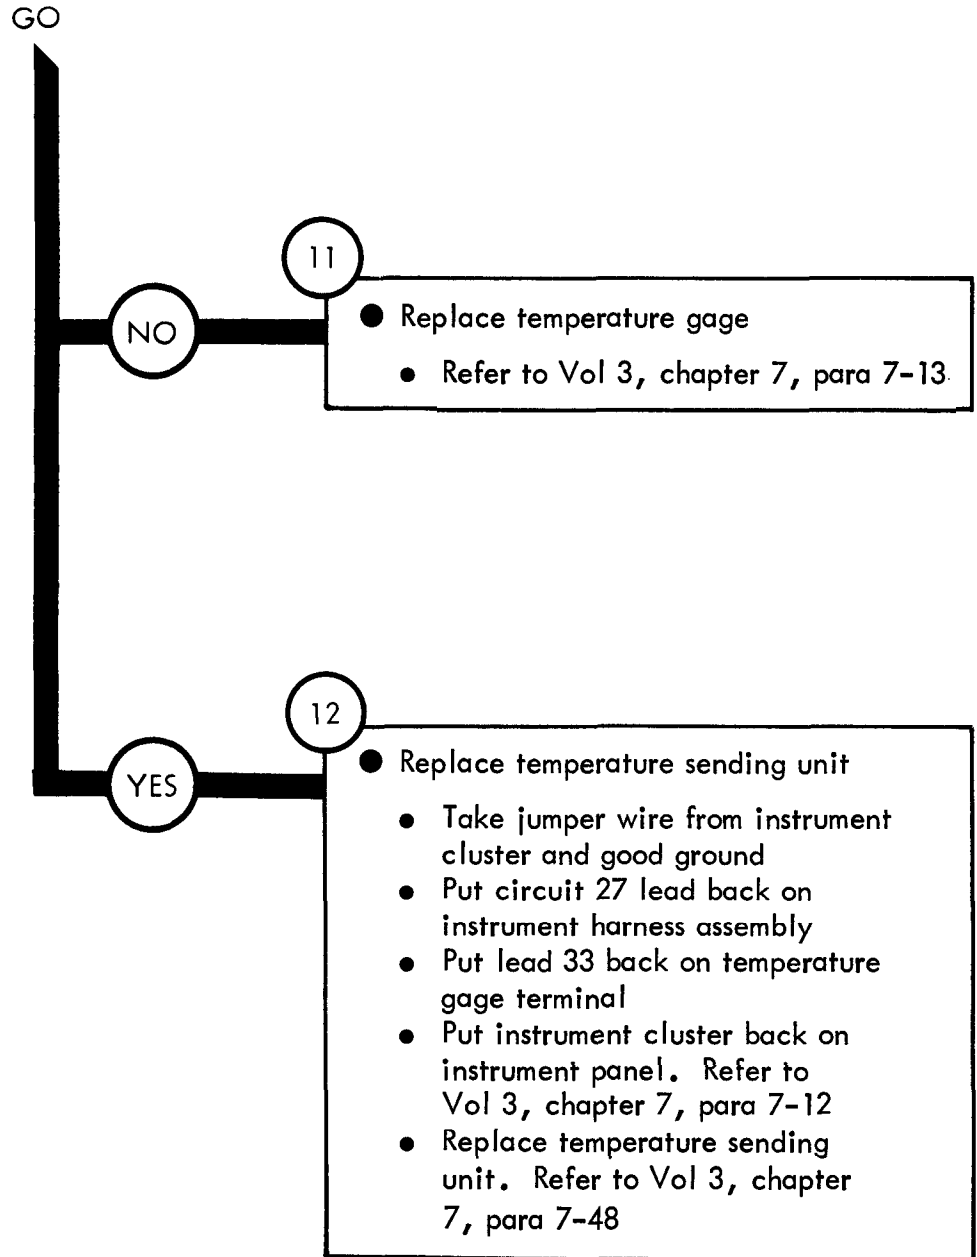 GO
11
NO
● Replace temperature gage
● Refer to Vol 3, chapter 7, para 7-13
12
YES
● Replace temperature sending unit
● Take jumper wire from instrument
cluster and good ground
● Put circuit 27 lead back on
instrument harness assembly
● Put lead 33 back on temperature
gage terminal
● Put instrument cluster back on
instrument panel. Refer to
Vol 3, chapter 7, para 7-12
● Replace temperature sending
unit. Refer to Vol 3, chapter
7, para 7-48